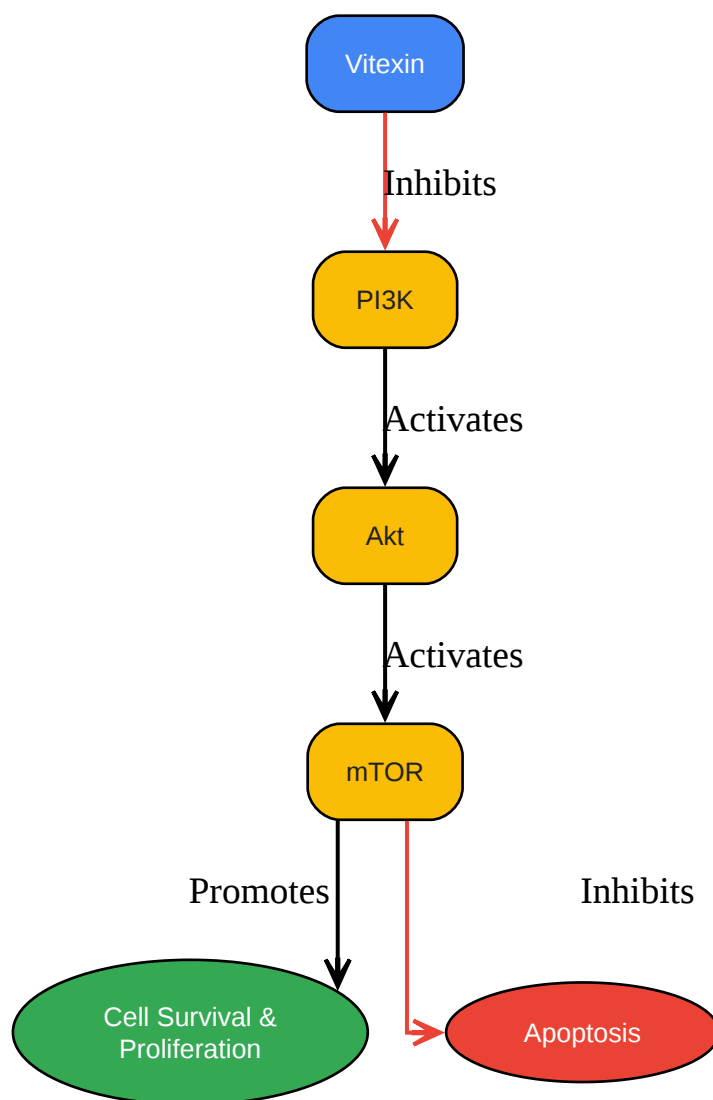 Vitexin
Inhibits
PI3K
Activates
Akt
Activates
mTOR
Promotes
Inhibits
Cell Survival &
Proliferation
Apoptosis